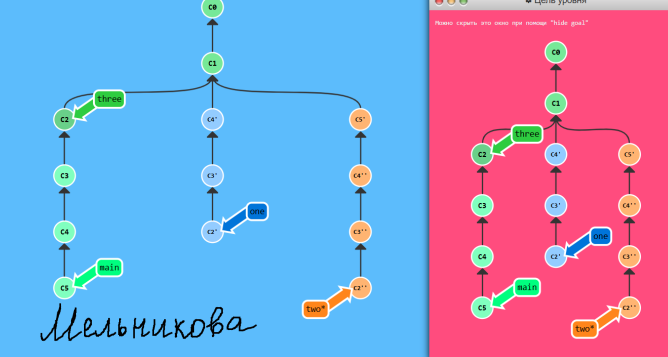 Цель уровня
Можно скрыть это окно при помощи "hide goal"
C0
C1
three
C2
C4'
C5'
C3
C3'
C4''
C4
C2'
one
C3''
main
C5
two*
C2''
Мельникова
C0
C1
three
C2
C4'
C5'
C3
C3'
C4''
one
C4
C2'
C3''
main
C5
C2''
two*